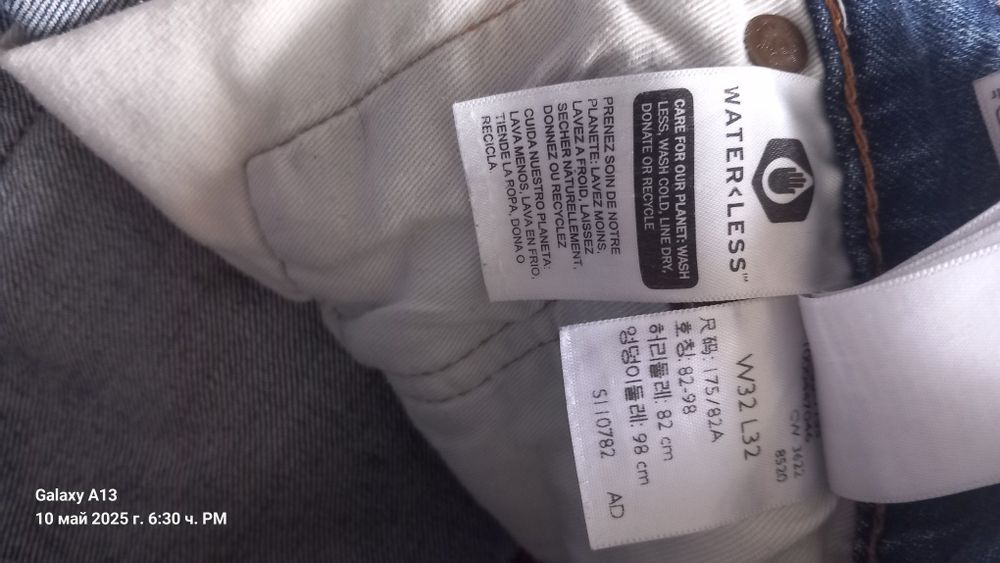 WATER<LESS™
CARE FOR OUR PLANET: WASH
LESS, WASH COLD, LINE DRY,
DONATE OR RECYCLE
PRENEZ SOIN DE NOTRE
PLANETE: LAVEZ MOINS,
LAVEZ A FROID, LAISSEZ
SECHER NATURELLEMENT,
DONNEZ OU RECYCLEZ
CUIDA NUESTRO PLANETA:
LAVA MENOS, LAVA EN FRIO,
TIENDE LA ROPA, DONA O
RECICLA
CN 3622
8520
W32 L32
尺码: 175/82A
호칭: 82-98
허리둘레: 82 cm
엉덩이둘레: 98 cm
S110782 AD
Galaxy A13
10 май 2025 г. 6:30 ч. PM